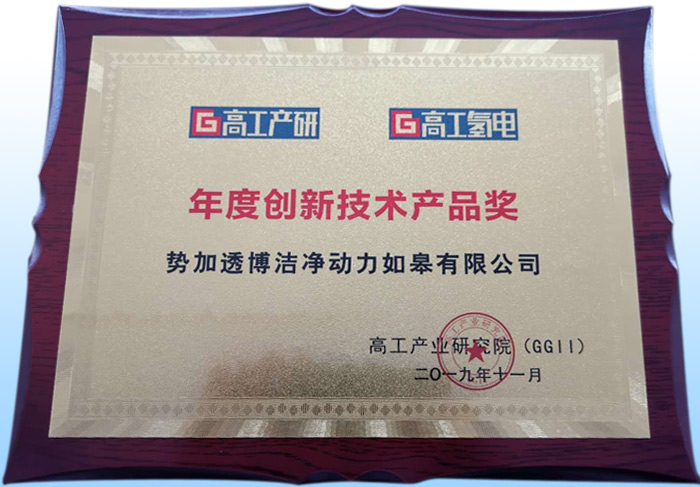 G高工产研 G高工氢电
年度创新技术产品奖
势加透博洁净动力如皋有限公司
高工产业研究院（GGII）
二〇一九年十一月